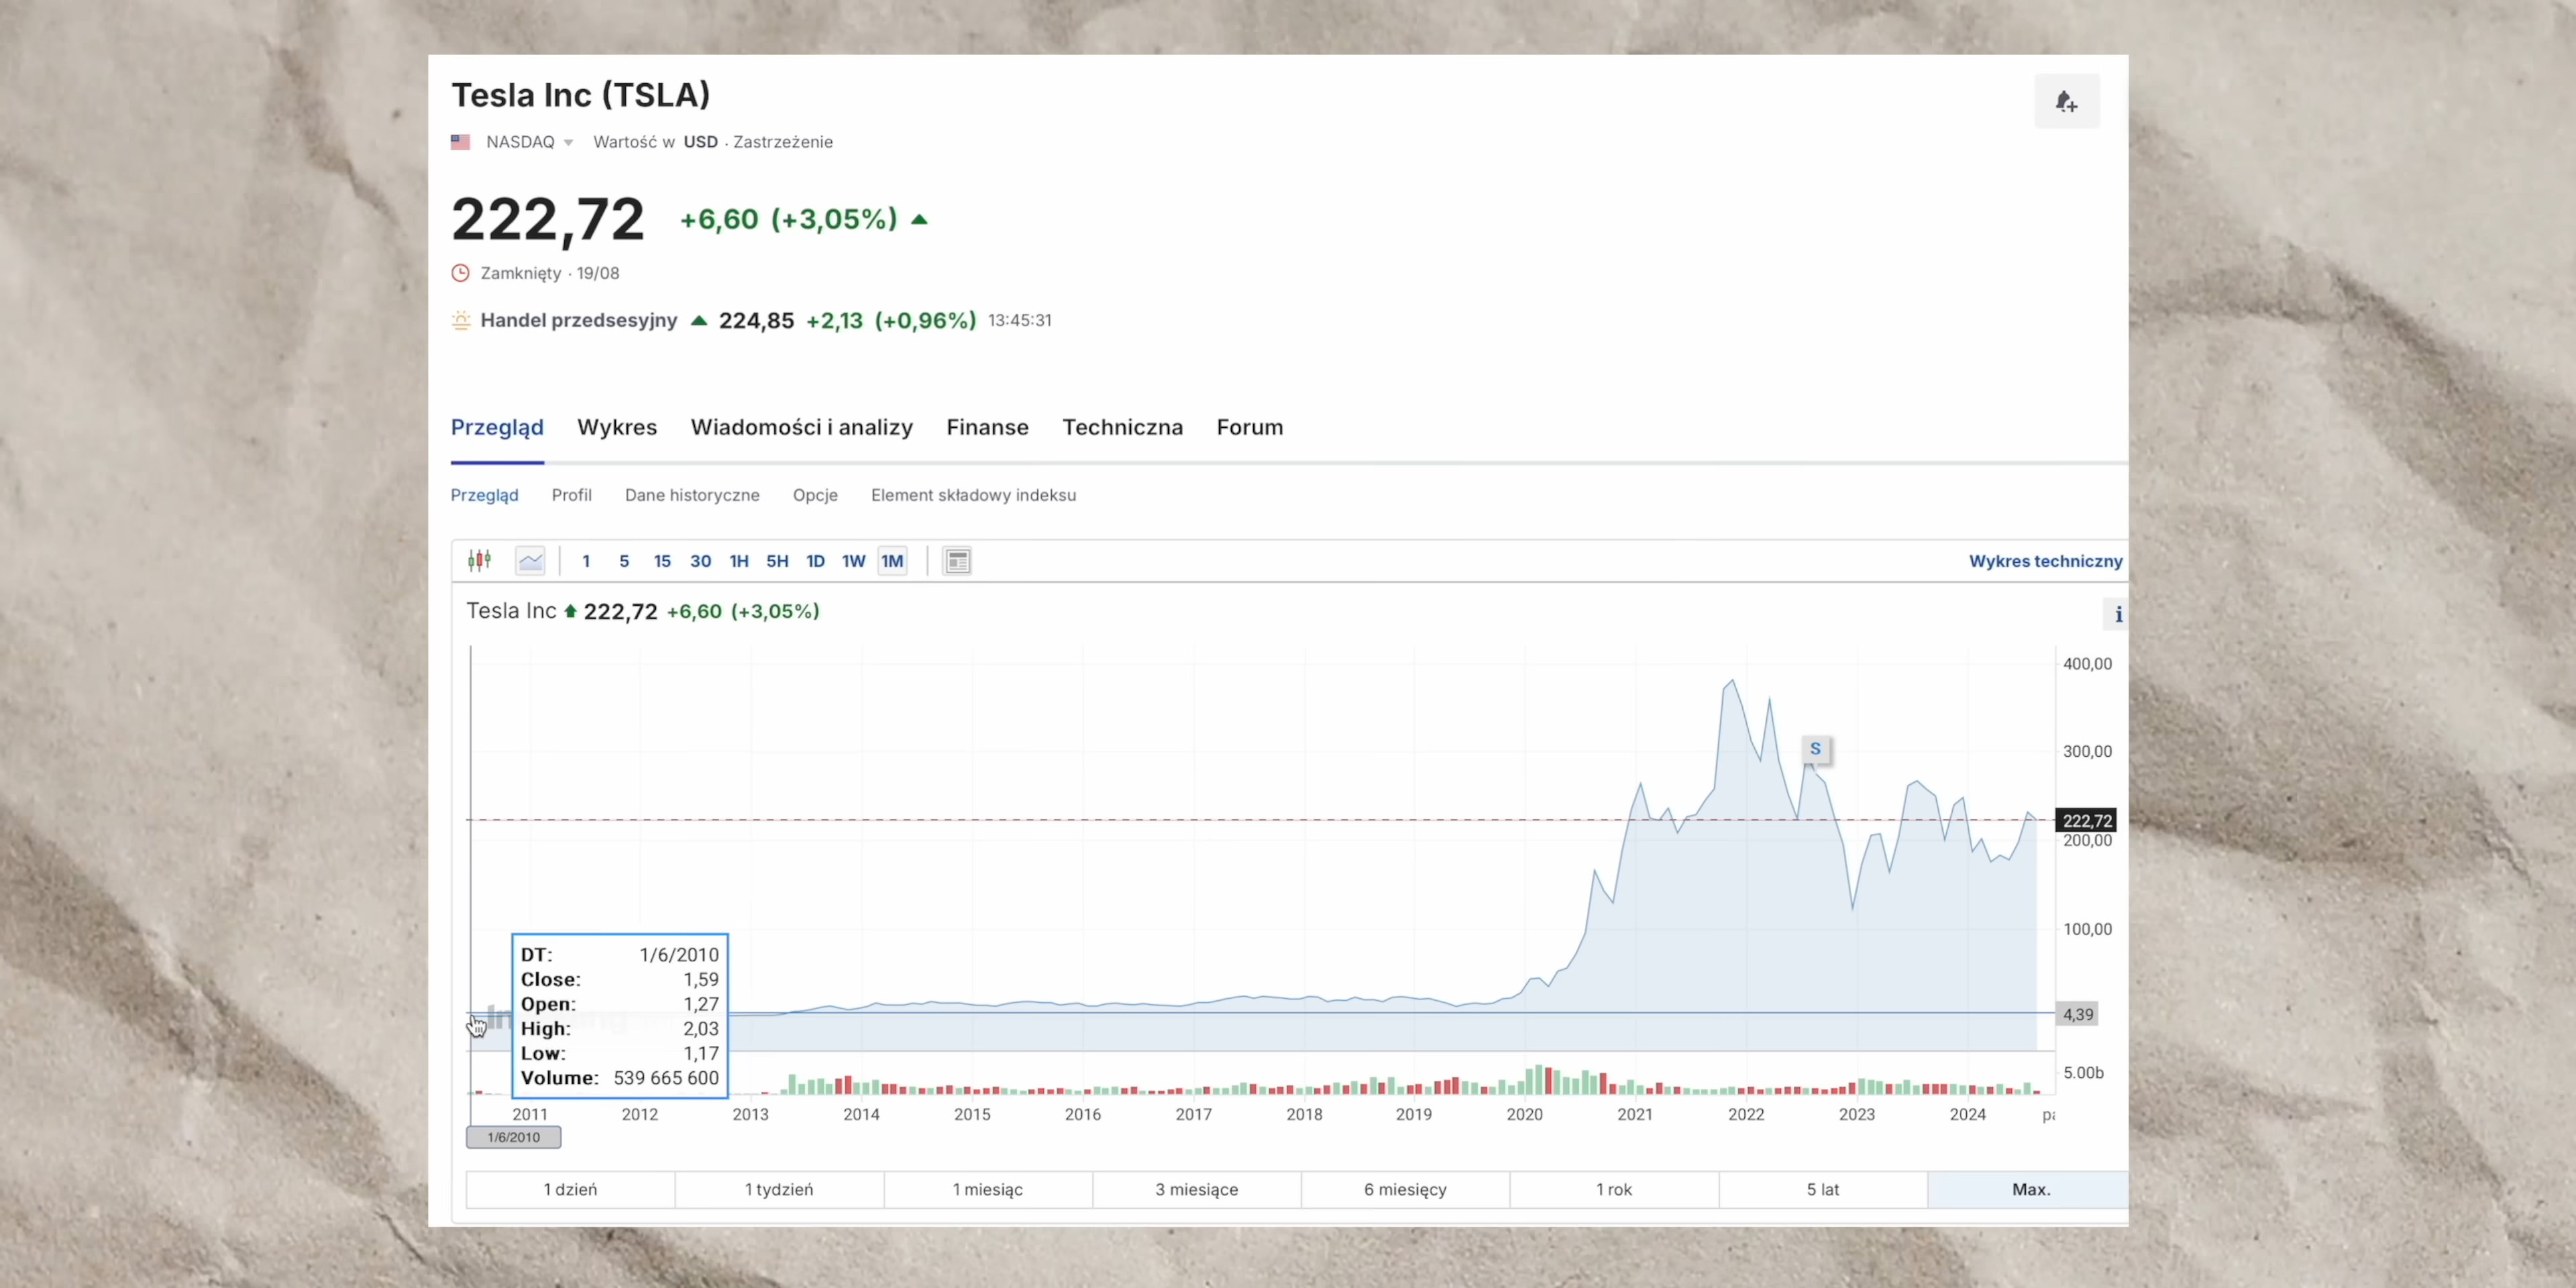 Tesla Inc (TSLA)
NASDAQ Wartość w USD · Zastrzeżenie
222,72 +6,60 (+3,05%)
Zamknięty · 19/08
Handel przedsesyjny 224,85 +2,13 (+0,96%) 13:45:31
Przegląd Wykres Wiadomości i analizy Finanse Techniczna Forum
Przegląd Profil Dane historyczne Opcje Element składowy indeksu
1 5 15 30 1H 5H 1D 1W 1M Wykres techniczny
Tesla Inc 222,72 +6,60 (+3,05%)
i
400,00
S
300,00
222,72
200,00
100,00
4,39
5.00b
DT: 1/6/2010
Close: 1,59
Open: 1,27
High: 2,03
Low: 1,17
Volume: 539 665 600
2011 2012 2013 2014 2015 2016 2017 2018 2019 2020 2021 2022 2023 2024
1/6/2010
1 dzień 1 tydzień 1 miesiąc 3 miesiące 6 miesięcy 1 rok 5 lat Max.